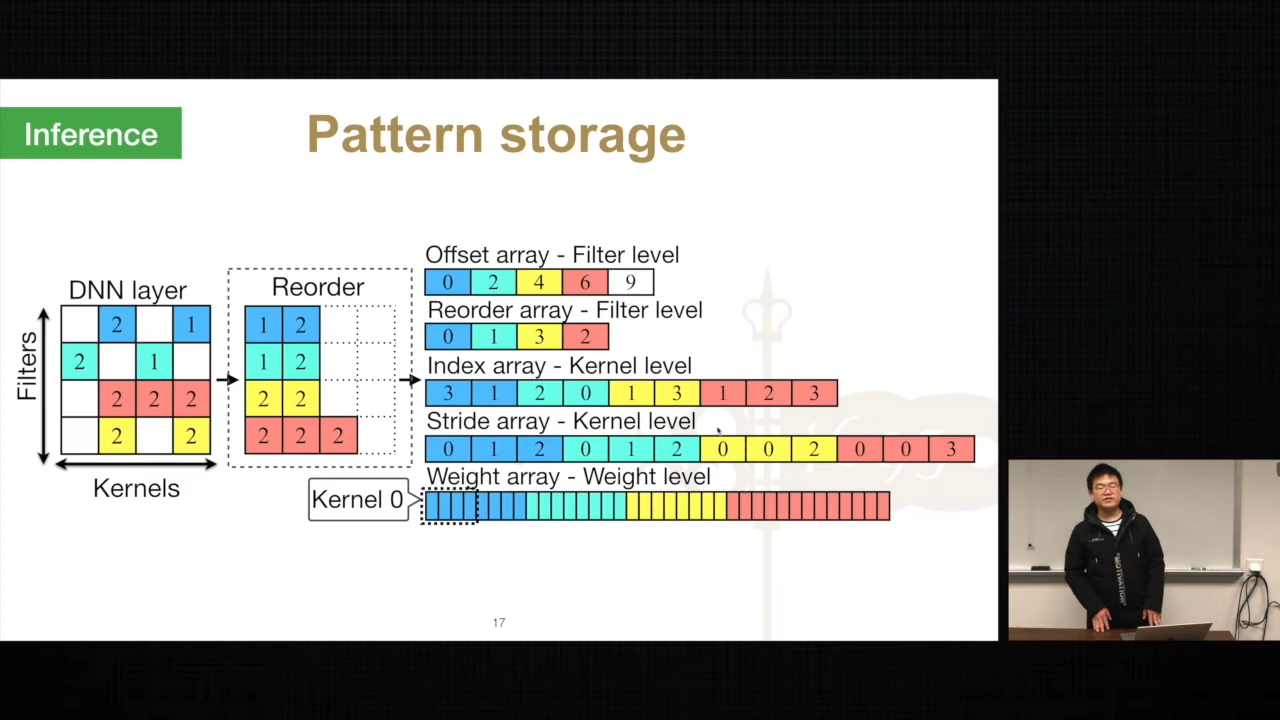 Inference
Pattern storage
DNN layer
2 1
2 1
2 2 2
2 2
Filters
Kernels
Reorder
1 2
1 2
2 2
2 2 2
Offset array - Filter level
0 2 4 6 9
Reorder array - Filter level
0 1 3 2
Index array - Kernel level
3 1 2 0 1 3 1 2 3
Stride array - Kernel level
0 1 2 0 1 2 0 0 2 0 0 3
Weight array - Weight level
Kernel 0
17
"MOTIVATION"